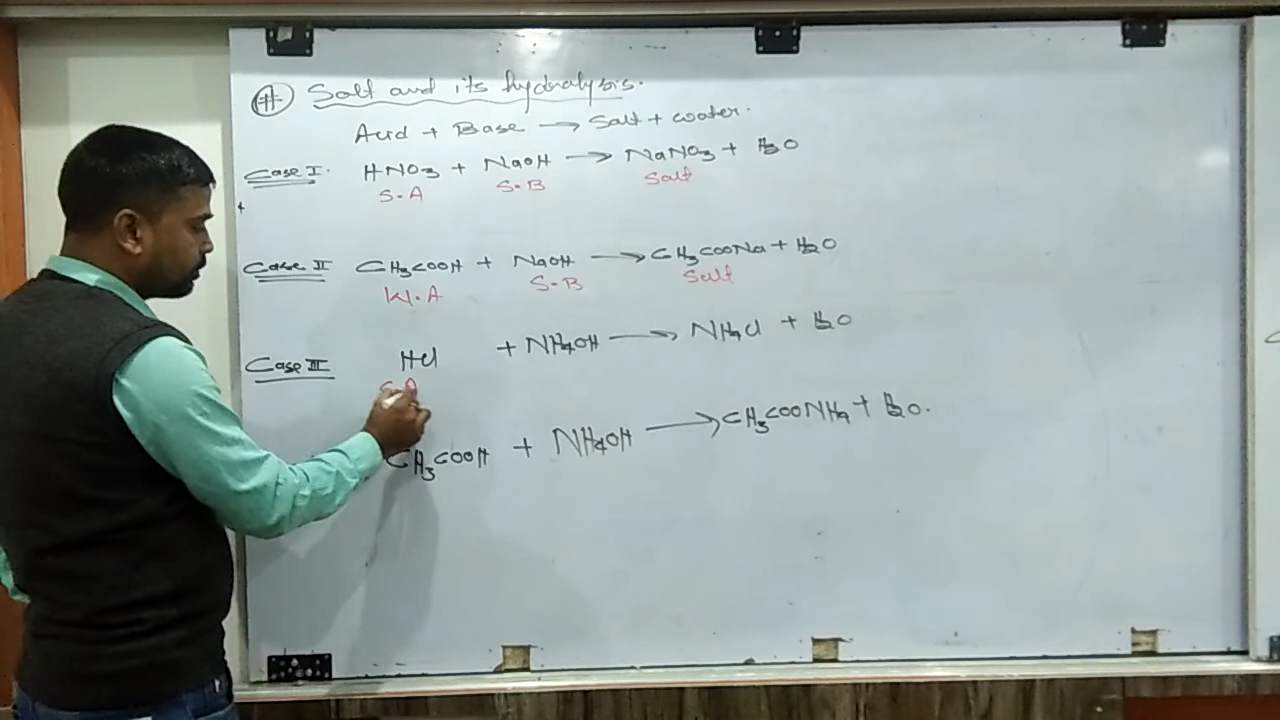 # Salt and its hydrolysis.
Acid + Base → Salt + water.
Case I. HNO3 + NaOH → NaNO3 + H2O
S.A S.B Salt
Case II CH3COOH + NaOH → CH3COONa + H2O
W.A S.B Salt
Case III HCl + NH4OH → NH4Cl + H2O
S.A
CH3COOH + NH4OH → CH3COONH4 + H2O.